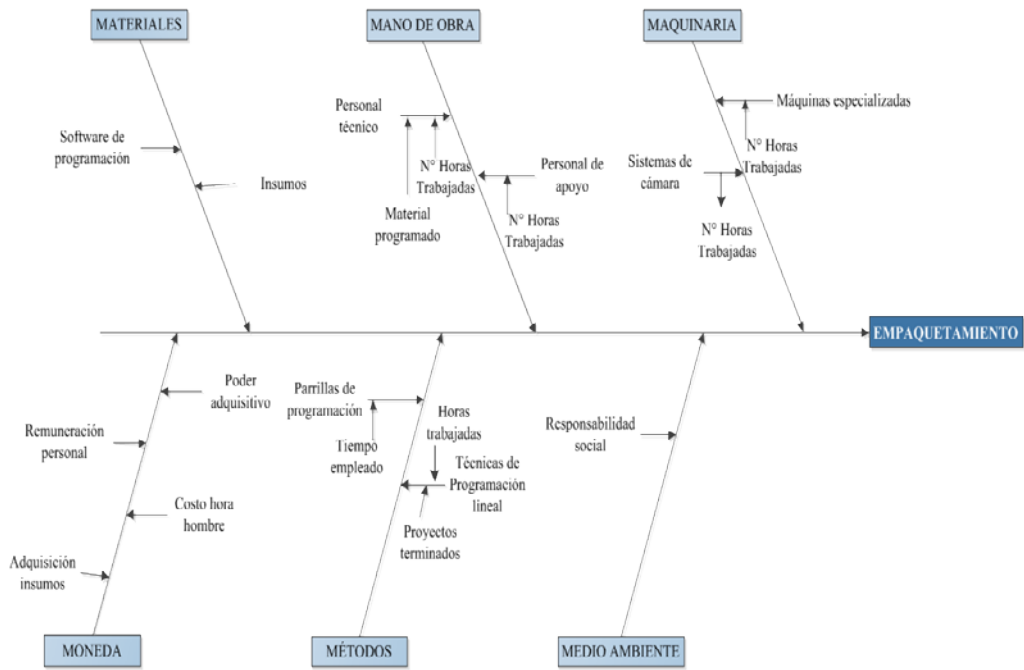 MATERIALES
MANO DE OBRA
MAQUINARIA
Software de
programación
Insumos
Personal
técnico
N° Horas
Trabajadas
Material
programado
Personal de
apoyo
N° Horas
Trabajadas
Máquinas especializadas
N° Horas
Trabajadas
Sistemas de
cámara
N° Horas
Trabajadas
EMPAQUETAMIENTO
Poder
adquisitivo
Remuneración
personal
Costo hora
hombre
Adquisición
insumos
Parrillas de
programación
Tiempo
empleado
Horas
trabajadas
Técnicas de
Programación
lineal
Proyectos
terminados
Responsabilidad
social
MONEDA
MÉTODOS
MEDIO AMBIENTE